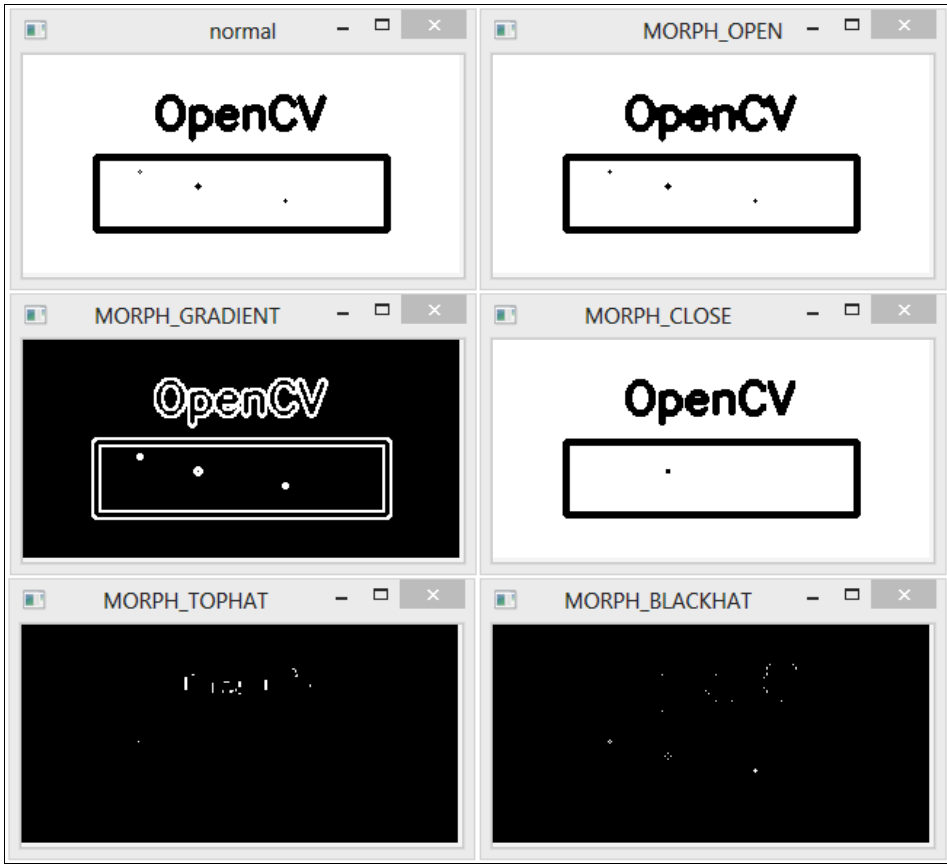 normal
OpenCV
MORPH_OPEN
OpenCV
MORPH_GRADIENT
OpenCV
MORPH_CLOSE
OpenCV
MORPH_TOPHAT
MORPH_BLACKHAT